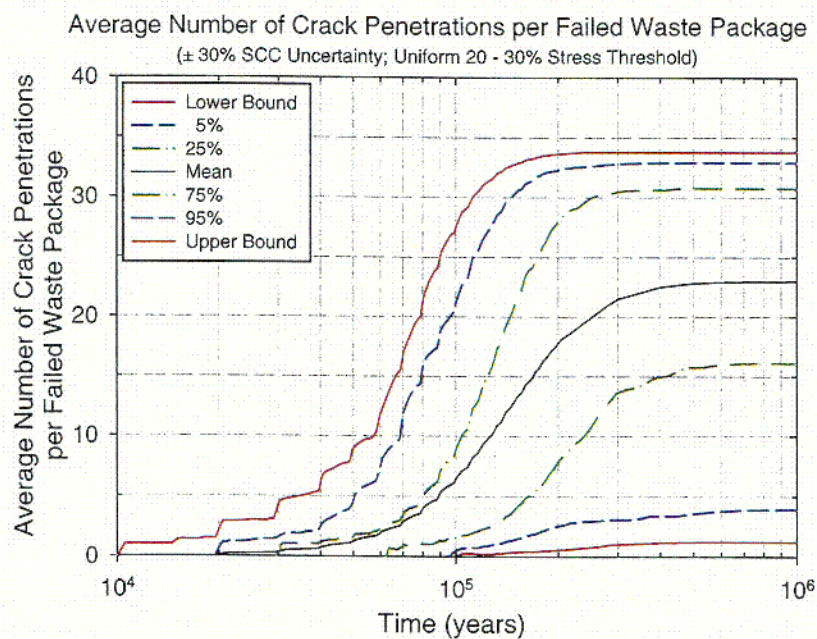 Average Number of Crack Penetrations per Failed Waste Package
(± 30% SCC Uncertainty; Uniform 20 - 30% Stress Threshold)
Average Number of Crack Penetrations
per Failed Waste Package
40
30
20
10
0
Lower Bound
5%
25%
Mean
75%
95%
Upper Bound
10⁴
10⁵
10⁶
Time (years)